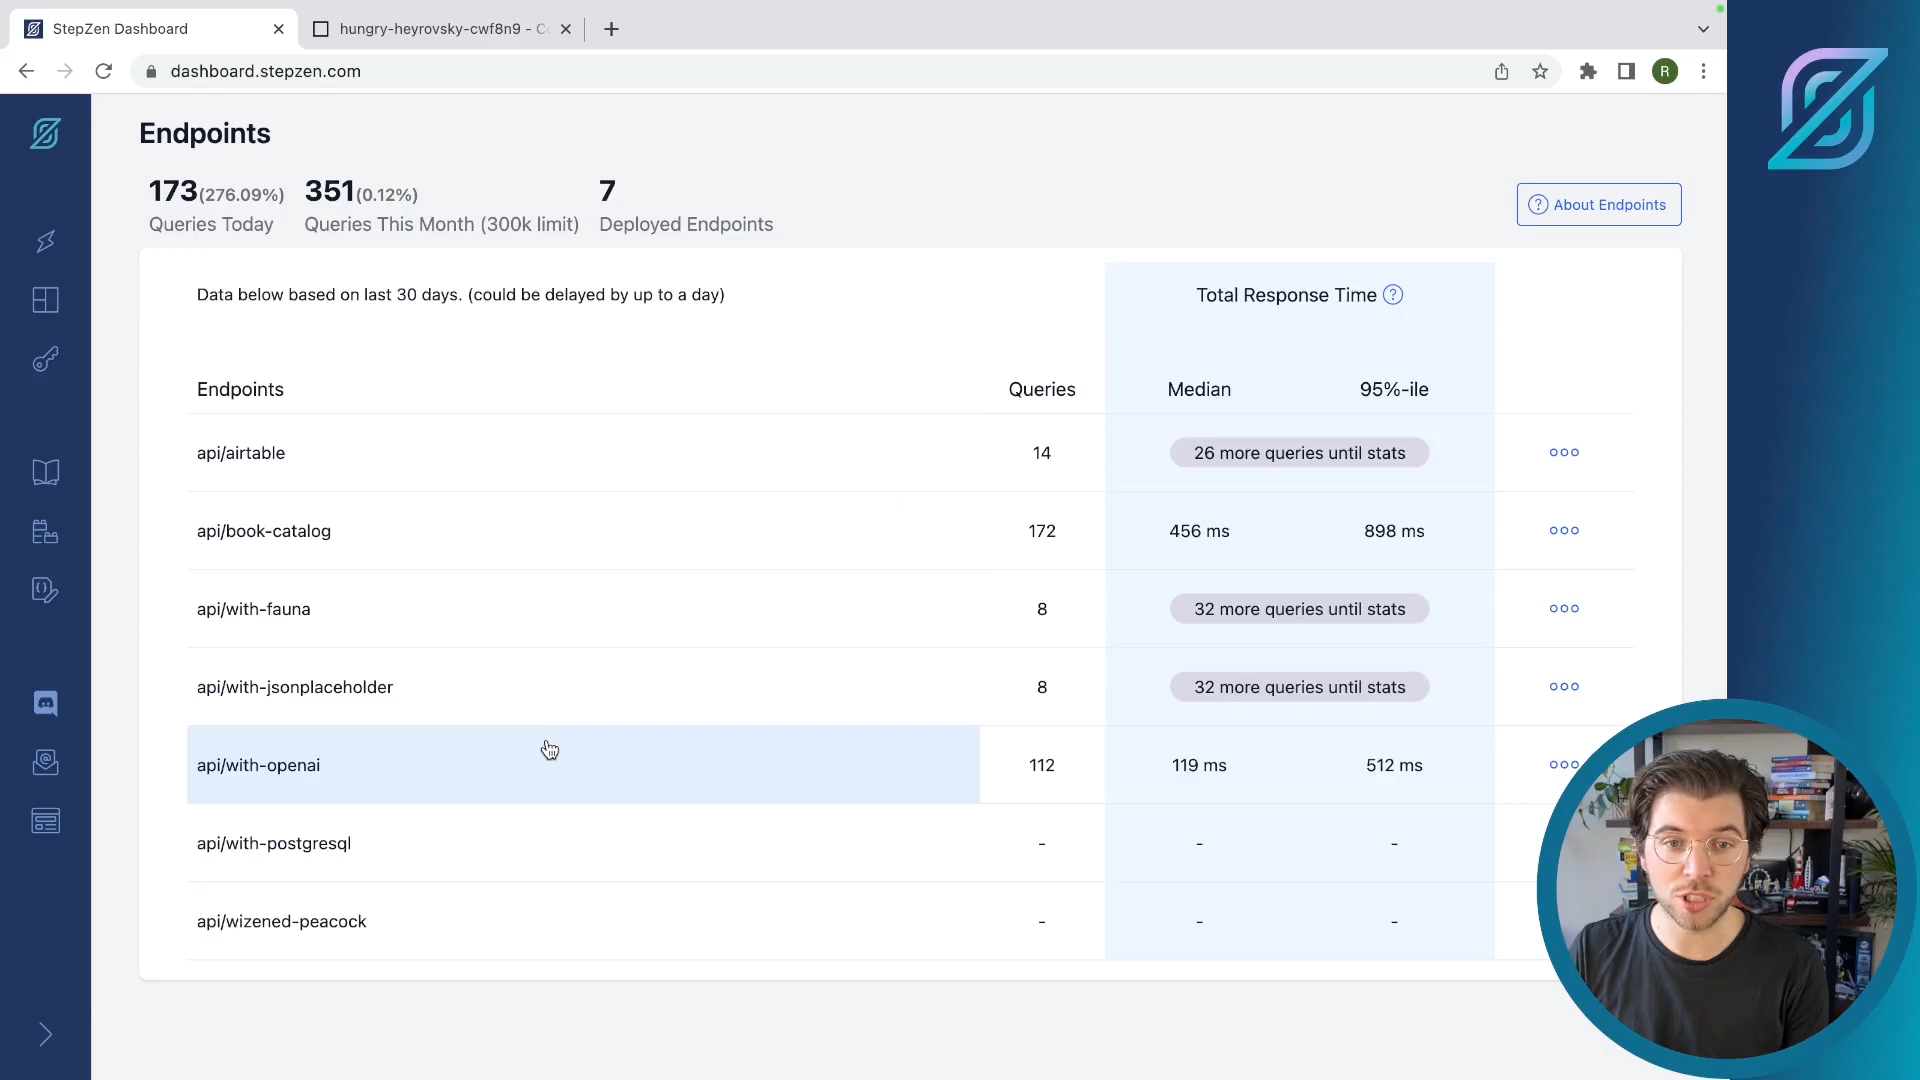 StepZen Dashboard
hungry-heyrovsky-cwf8n9 - C
dashboard.stepzen.com
R
Endpoints
173(276.09%) 351(0.12%) 7
Queries Today Queries This Month (300k limit) Deployed Endpoints
About Endpoints
Data below based on last 30 days. (could be delayed by up to a day)
Total Response Time
Endpoints Queries Median 95%-ile
api/airtable 14 26 more queries until stats
api/book-catalog 172 456 ms 898 ms
api/with-fauna 8 32 more queries until stats
api/with-jsonplaceholder 8 32 more queries until stats
api/with-openai 112 119 ms 512 ms
api/with-postgresql - - -
api/wizened-peacock - - -